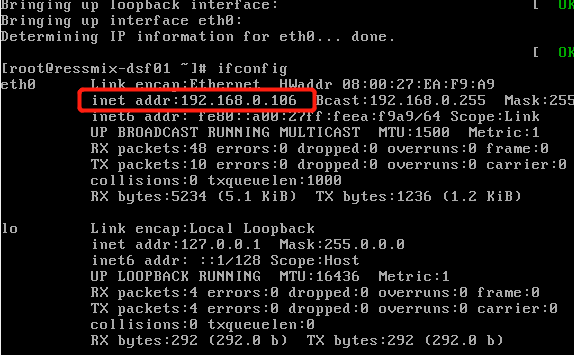 Bringing up loopback interface: [ OK
Bringing up interface eth0:
Determining IP information for eth0... done.
[ OK
[root@ressmix-dsf01 ~]# ifconfig
eth0 Link encap:Ethernet HWaddr 08:00:27:EA:F9:A9
inet addr:192.168.0.106 Bcast:192.168.0.255 Mask:255
inet6 addr: fe80::a00:27ff:feea:f9a9/64 Scope:Link
UP BROADCAST RUNNING MULTICAST MTU:1500 Metric:1
RX packets:48 errors:0 dropped:0 overruns:0 frame:0
TX packets:10 errors:0 dropped:0 overruns:0 carrier:0
collisions:0 txqueuelen:1000
RX bytes:5234 (5.1 KiB) TX bytes:1236 (1.2 KiB)
lo Link encap:Local Loopback
inet addr:127.0.0.1 Mask:255.0.0.0
inet6 addr: ::1/128 Scope:Host
UP LOOPBACK RUNNING MTU:16436 Metric:1
RX packets:4 errors:0 dropped:0 overruns:0 frame:0
TX packets:4 errors:0 dropped:0 overruns:0 carrier:0
collisions:0 txqueuelen:0
RX bytes:292 (292.0 b) TX bytes:292 (292.0 b)